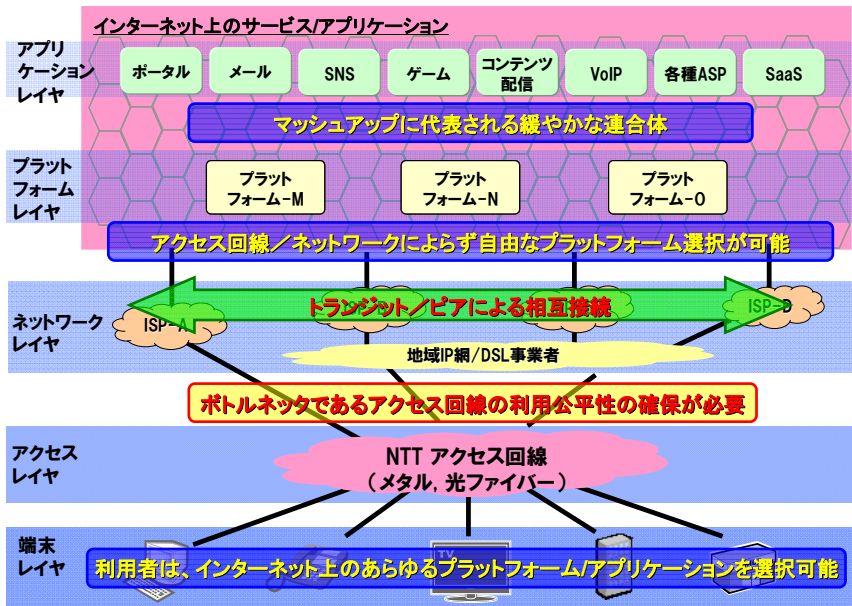 インターネット上のサービス/アプリケーション
アプリ
ケーション
レイヤ
ポータル
メール
SNS
ゲーム
コンテンツ
配信
VoIP
各種ASP
SaaS
マッシュアップに代表される緩やかな連合体
プラット
フォーム
レイヤ
プラット
フォーム-M
プラット
フォーム-N
プラット
フォーム-O
アクセス回線／ネットワークによらず自由なプラットフォーム選択が可能
ネットワーク
レイヤ
トランジット／ピアによる相互接続
ISP-A
ISP-D
地域IP網/DSL事業者
ボトルネッタであるアクセス回線の利用公平性の確保が必要
アクセス
レイヤ
NTT アクセス回線
（メタル, 光ファイバー）
端末
レイヤ
TV
利用者は、インターネット上のあらゆるプラットフォーム/アプリケーションを選択可能